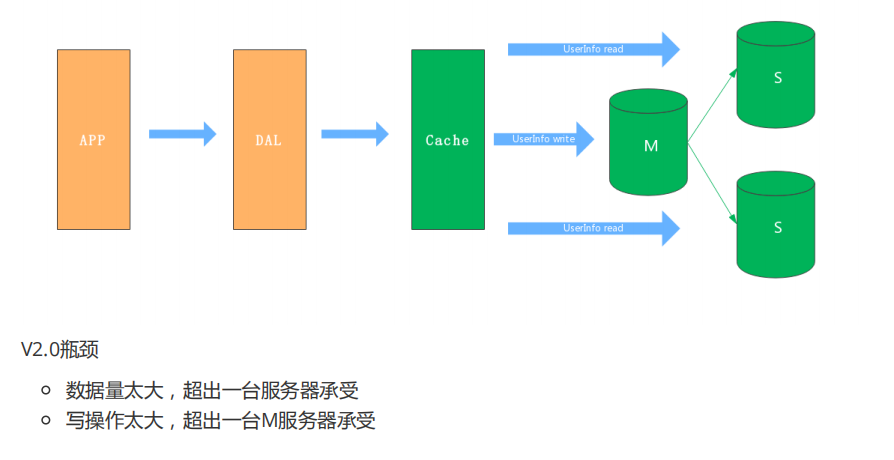 UserInfo read
S
APP
DAL
Cache
UserInfo write
M
UserInfo read
S
V2.0瓶颈
数据量太大，超出一台服务器承受
写操作太大，超出一台M服务器承受